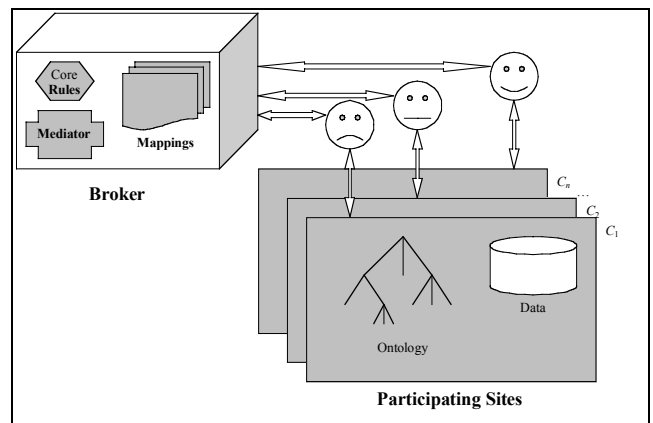 Core
Rules
Mediator
Mappings
Broker
Cn
...
C2
C1
Data
Ontology
Participating Sites